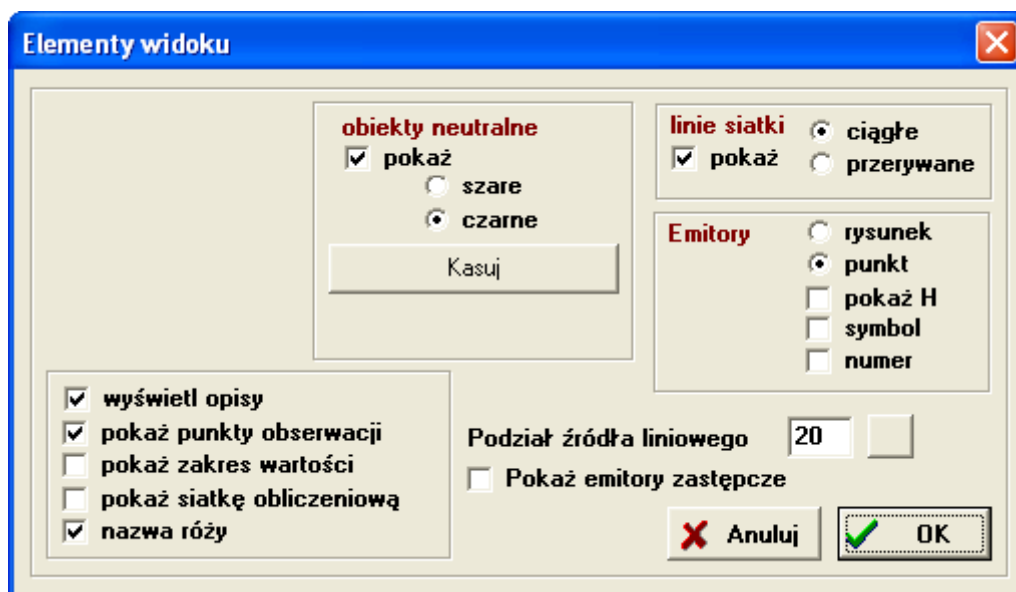 Elementy widoku
obiekty neutralne
pokaż
szare
czarne
Kasuj
linie siatki
pokaż
ciągłe
przerywane
Emitory
rysunek
punkt
pokaż H
symbol
numer
wyświetl opisy
pokaż punkty obserwacji
pokaż zakres wartości
pokaż siatkę obliczeniową
nazwa róży
Podział źródła liniowego 20
Pokaż emitory zastępcze
Anuluj
OK